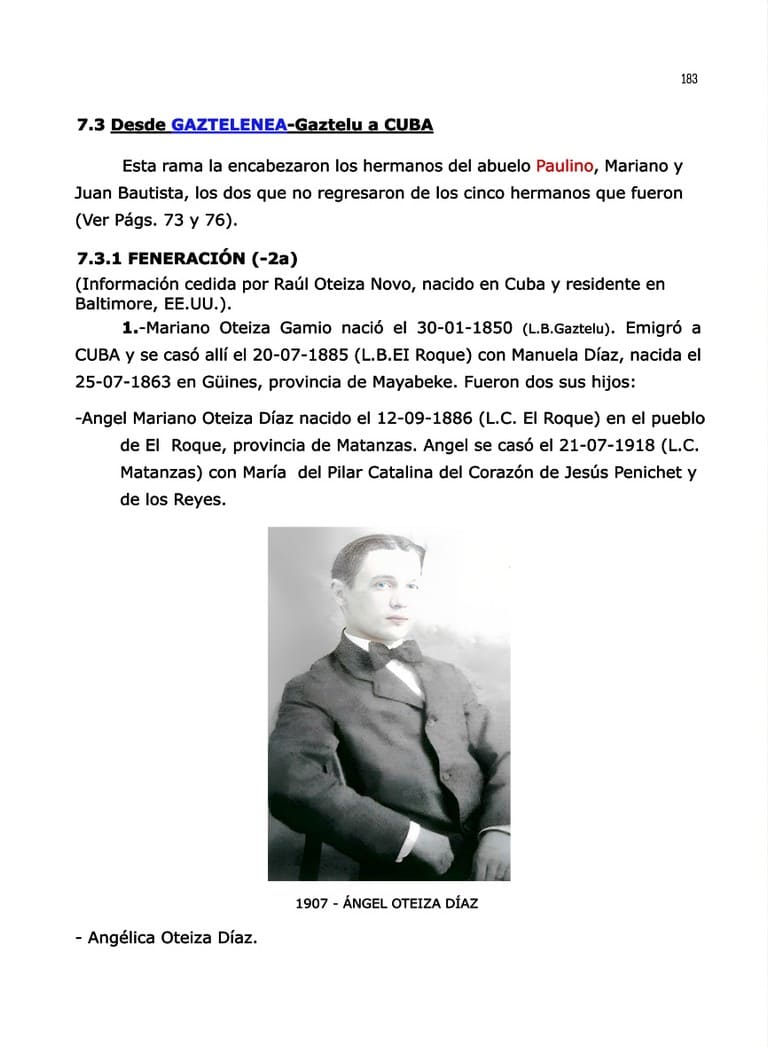 183
7.3 Desde GAZTELENEA-Gaztelu a CUBA
Esta rama la encabezaron los hermanos del abuelo Paulino, Mariano y
Juan Bautista, los dos que no regresaron de los cinco hermanos que fueron
(Ver Págs. 73 y 76).
7.3.1 FENERACIÓN (-2a)
(Información cedida por Raúl Oteiza Novo, nacido en Cuba y residente en
Baltimore, EE.UU.).
1.-Mariano Oteiza Gamio nació el 30-01-1850 (L.B.Gaztelu). Emigró a
CUBA y se casó allí el 20-07-1885 (L.B.EI Roque) con Manuela Díaz, nacida el
25-07-1863 en Güines, provincia de Mayabeke. Fueron dos sus hijos:
-Angel Mariano Oteiza Díaz nacido el 12-09-1886 (L.C. El Roque) en el pueblo
de El Roque, provincia de Matanzas. Angel se casó el 21-07-1918 (L.C.
Matanzas) con María del Pilar Catalina del Corazón de Jesús Penichet y
de los Reyes.
1907 - ÁNGEL OTEIZA DÍAZ
- Angélica Oteiza Díaz.